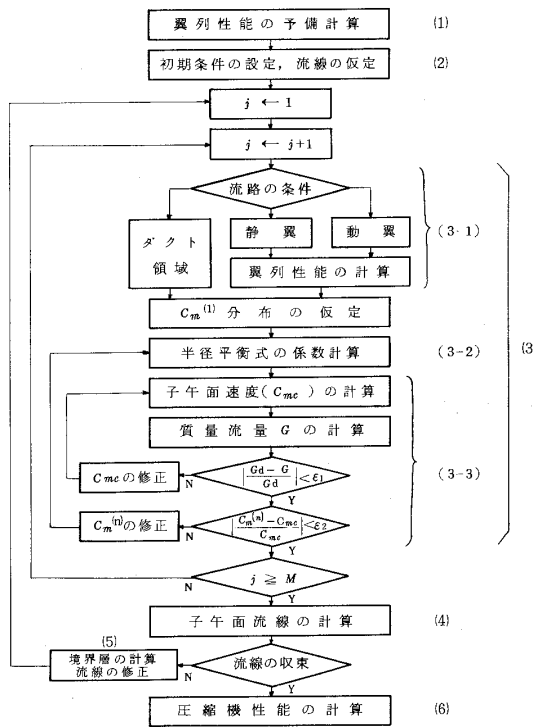 翼列性能の予備計算 (1)
初期条件の設定, 流線の仮定 (2)
j ← 1
j ← j+1
流路の条件
ダクト
領域
静翼
動翼
翼列性能の計算
(3-1)
Cm(1) 分布の仮定
(3
半径平衡式の係数計算 (3-2)
子午面速度(Cmc)の計算
質量流量 G の計算
Cmc の修正
N
|Gd - G / Gd| < ε1
(3-3)
Y
Cm(n)の修正
N
|Cm(n) - Cmc / Cmc| < ε2
Y
j ≧ M
N
Y
子午面流線の計算 (4)
(5)
境界層の計算
流線の修正
N
流線の収束
Y
圧縮機性能の計算 (6)